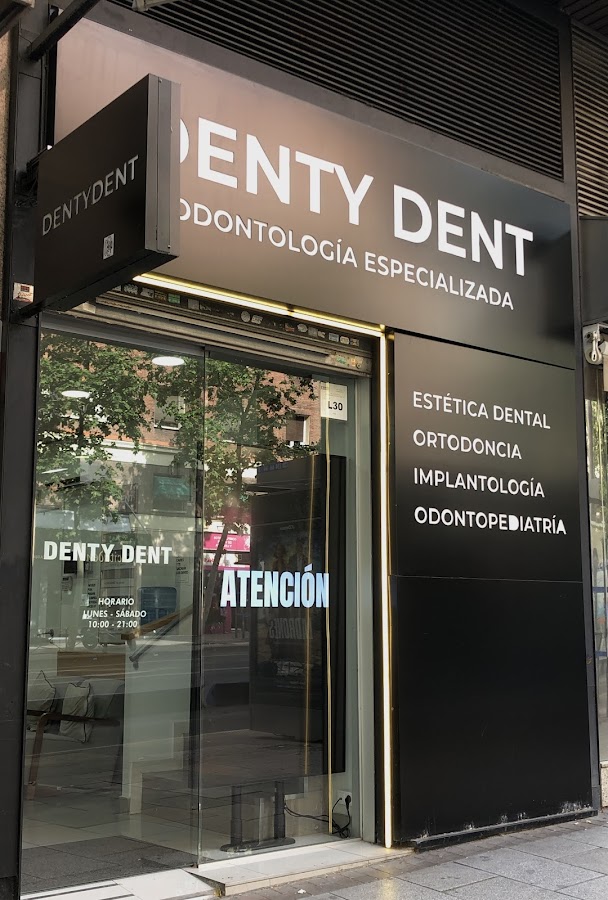 DENTY DENT
ODONTOLOGÍA ESPECIALIZADA
DENTYDENT
L30
ESTÉTICA DENTAL
ORTODONCIA
IMPLANTOLOGÍA
ODONTOPEDIATRÍA
DENTY DENT
HORARIO
LUNES - SÁBADO
10:00 - 21:00
ATENCIÓN